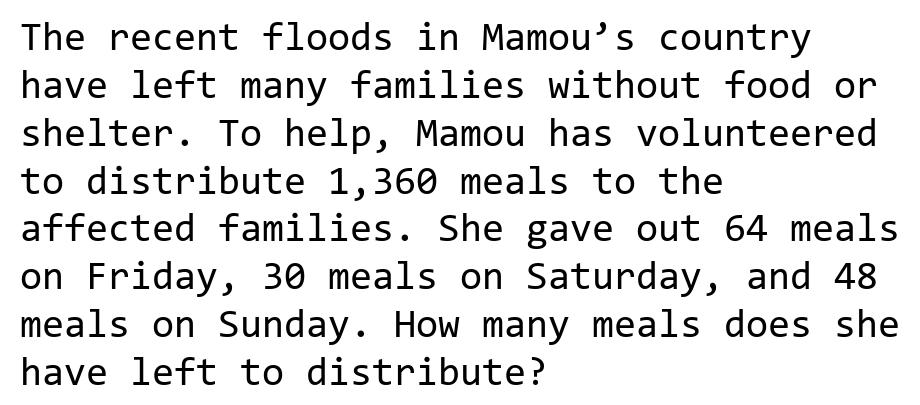 The recent floods in Mamou’s country
have left many families without food or
shelter. To help, Mamou has volunteered
to distribute 1,360 meals to the
affected families. She gave out 64 meals
on Friday, 30 meals on Saturday, and 48
meals on Sunday. How many meals does she
have left to distribute?